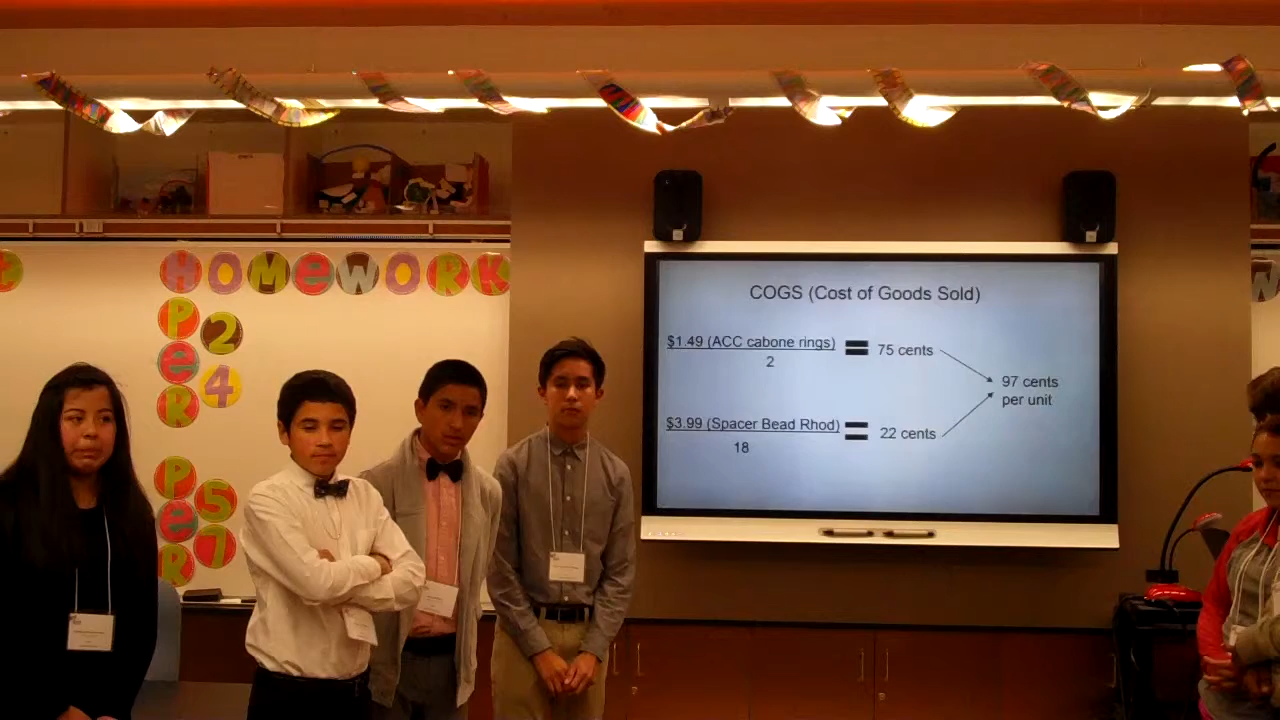 t
HOMeWORK
PeR 2 4
PeR 5 7
COGS (Cost of Goods Sold)
$1.49 (ACC cabone rings)
2
= 75 cents
$3.99 (Spacer Bead Rhod)
18
= 22 cents
97 cents
per unit
W